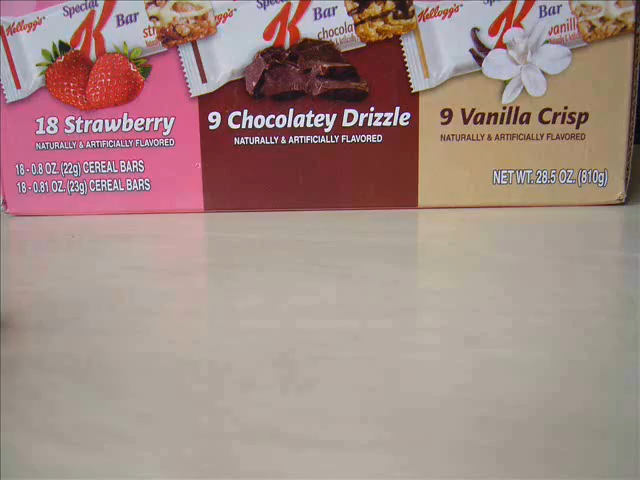 Kellogg's Special K Bar
Special K Bar
chocola
Kellogg's Special K Bar
vanill
18 Strawberry
NATURALLY & ARTIFICIALLY FLAVORED
18 - 0.8 OZ. (22g) CEREAL BARS
18 - 0.81 OZ. (23g) CEREAL BARS
9 Chocolatey Drizzle
NATURALLY & ARTIFICIALLY FLAVORED
9 Vanilla Crisp
NATURALLY & ARTIFICIALLY FLAVORED
NET WT. 28.5 OZ. (810g)